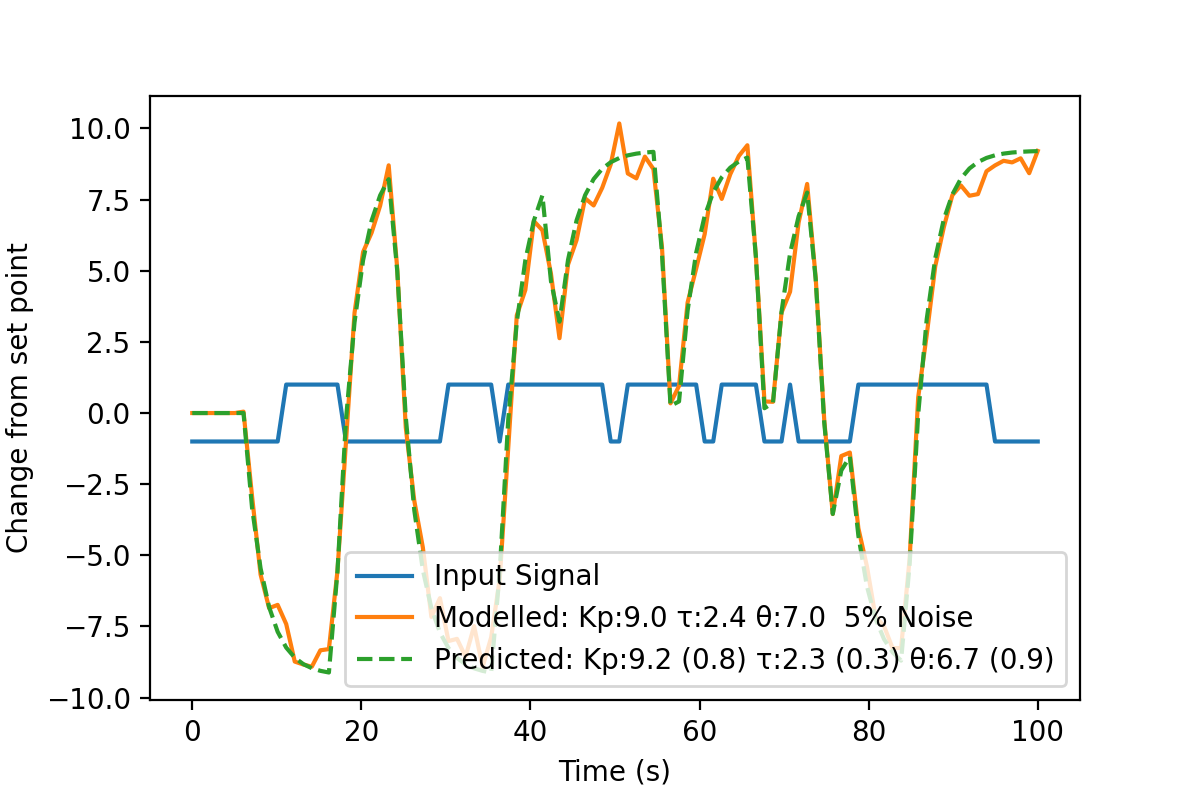 10.0
7.5
5.0
2.5
0.0
−2.5
−5.0
−7.5
−10.0
Change from set point
Input Signal
Modelled: Kp:9.0 τ:2.4 θ:7.0  5% Noise
Predicted: Kp:9.2 (0.8) τ:2.3 (0.3) θ:6.7 (0.9)
0 20 40 60 80 100
Time (s)